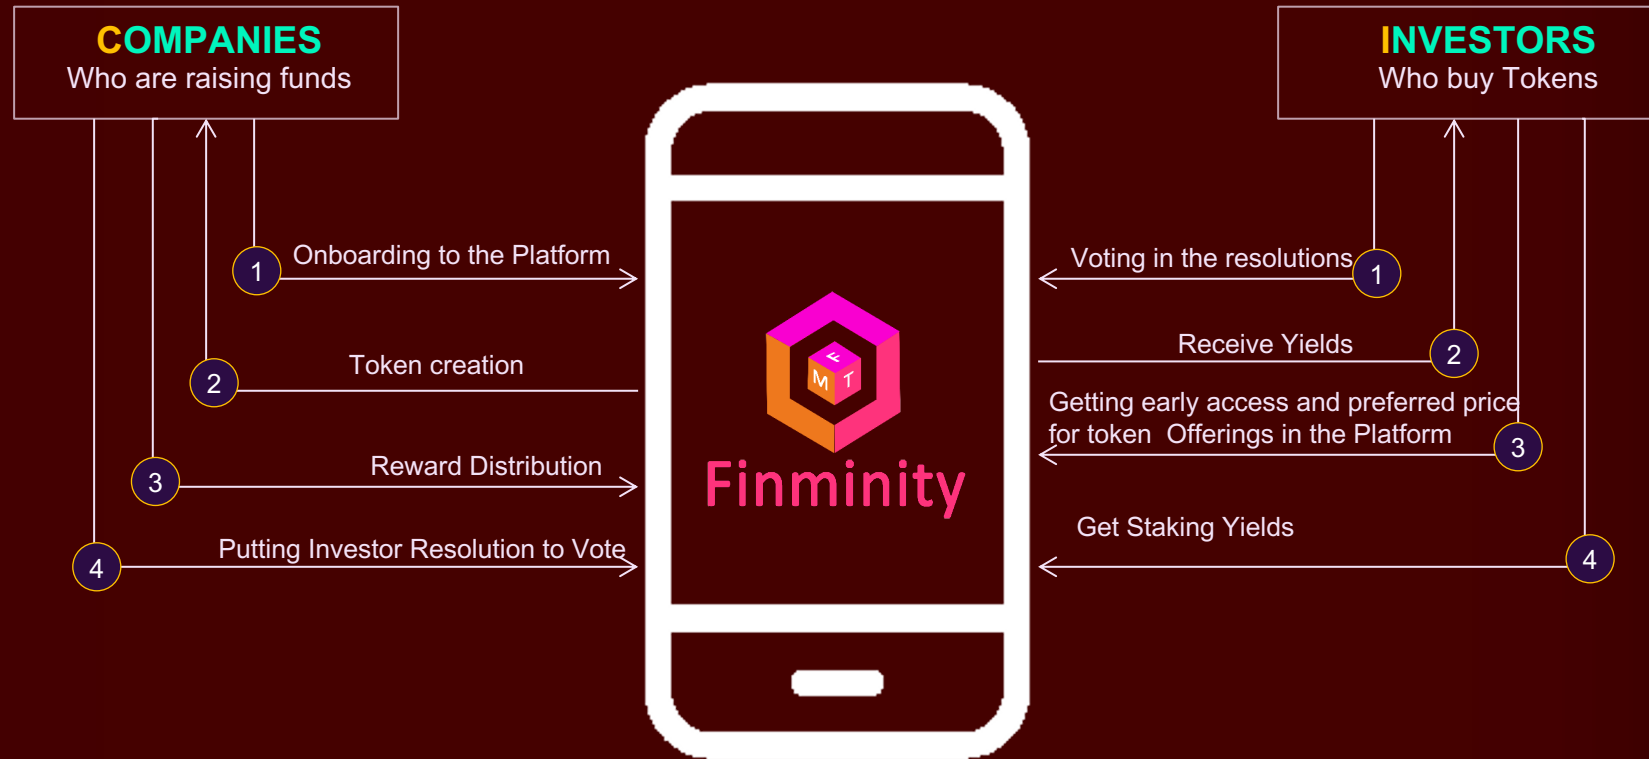 COMPANIES
Who are raising funds
INVESTORS
Who buy Tokens
1
Onboarding to the Platform
2
Token creation
3
Reward Distribution
4
Putting Investor Resolution to Vote
F
M T
Finminity
Voting in the resolutions
1
Receive Yields
2
Getting early access and preferred price
for token Offerings in the Platform
3
Get Staking Yields
4